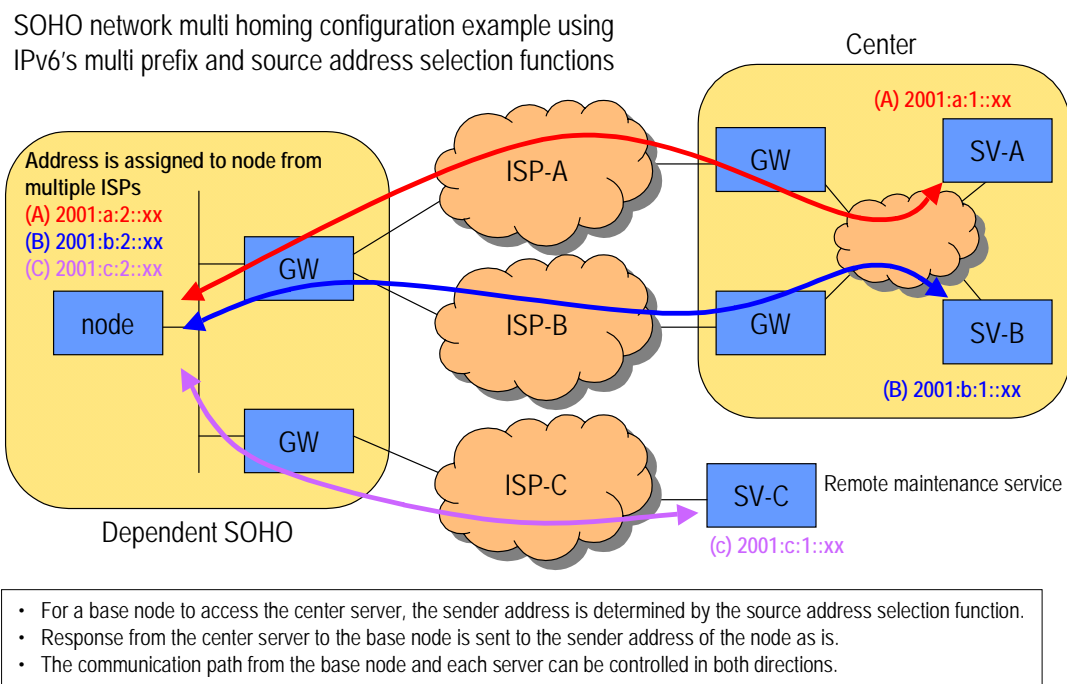 SOHO network multi homing configuration example using
IPv6's multi prefix and source address selection functions
Center
(A) 2001:a:1::xx
Address is assigned to node from
multiple ISPs
(A) 2001:a:2::xx
(B) 2001:b:2::xx
(C) 2001:c:2::xx
ISP-A
GW
SV-A
GW
node
ISP-B
GW
SV-B
(B) 2001:b:1::xx
GW
ISP-C
SV-C
Remote maintenance service
(c) 2001:c:1::xx
Dependent SOHO
• For a base node to access the center server, the sender address is determined by the source address selection function.
• Response from the center server to the base node is sent to the sender address of the node as is.
• The communication path from the base node and each server can be controlled in both directions.